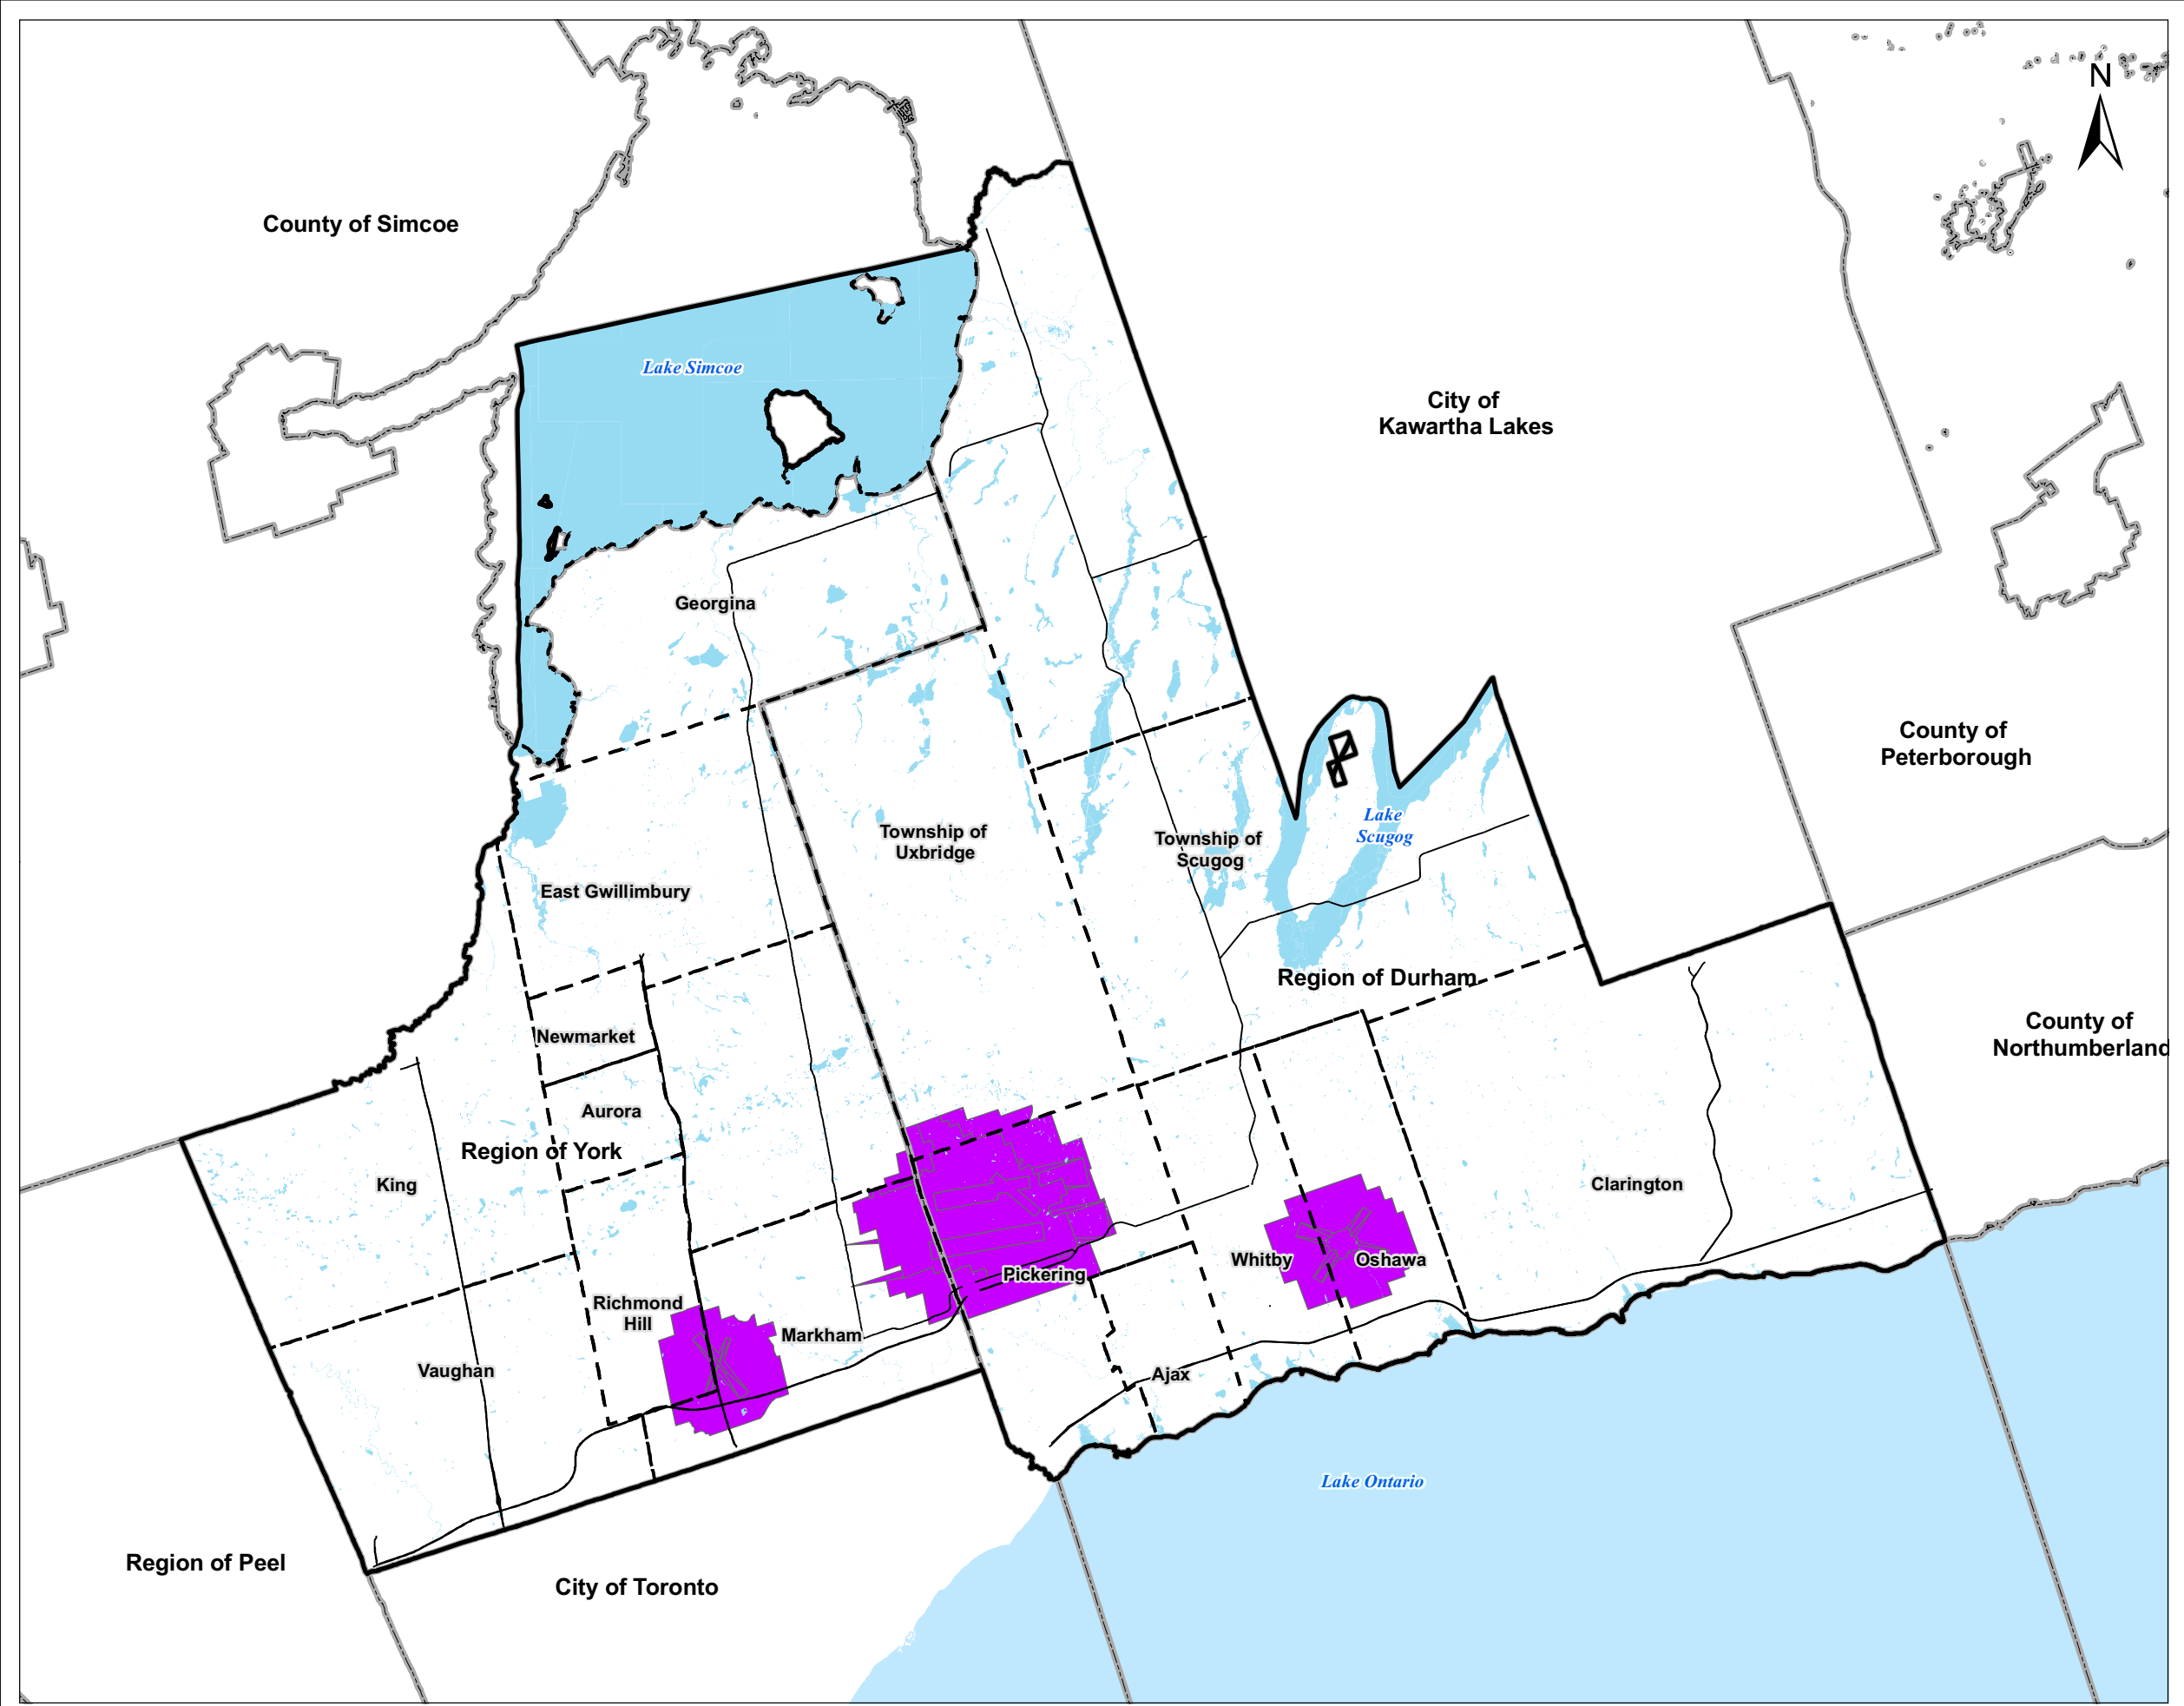 N
County of Simcoe
Lake Simcoe
City of
Kawartha Lakes
Georgina
County of
Peterborough
Township of
Uxbridge
Township of
Scugog
Lake
Scugog
East Gwillimbury
Region of Durham
Newmarket
County of
Northumberland
Aurora
Region of York
King
Clarington
Whitby
Oshawa
Pickering
Richmond
Hill
Markham
Vaughan
Ajax
Lake Ontario
Region of Peel
City of Toronto